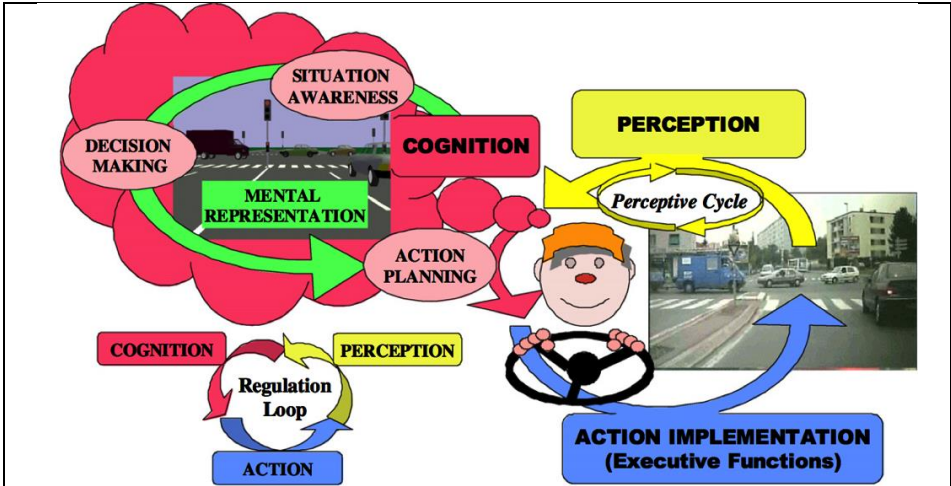 SITUATION
AWARENESS
DECISION
MAKING
COGNITION
PERCEPTION
MENTAL
REPRESENTATION
Perceptive Cycle
ACTION
PLANNING
COGNITION
PERCEPTION
Regulation
Loop
ACTION
ACTION IMPLEMENTATION
(Executive Functions)